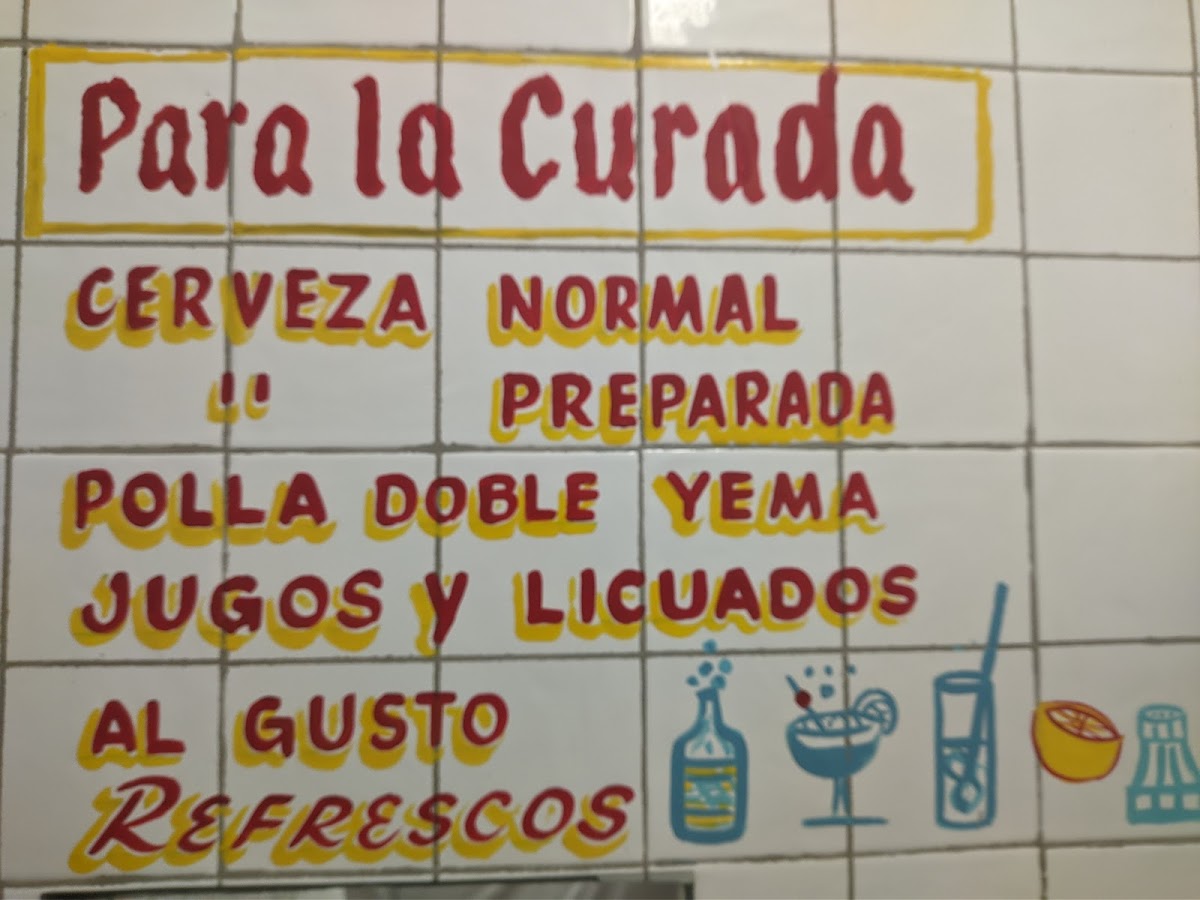 Para la Curada
CERVEZA NORMAL
" PREPARADA
POLLA DOBLE YEMA
JUGOS Y LICUADOS
AL GUSTO
REFRESCOS